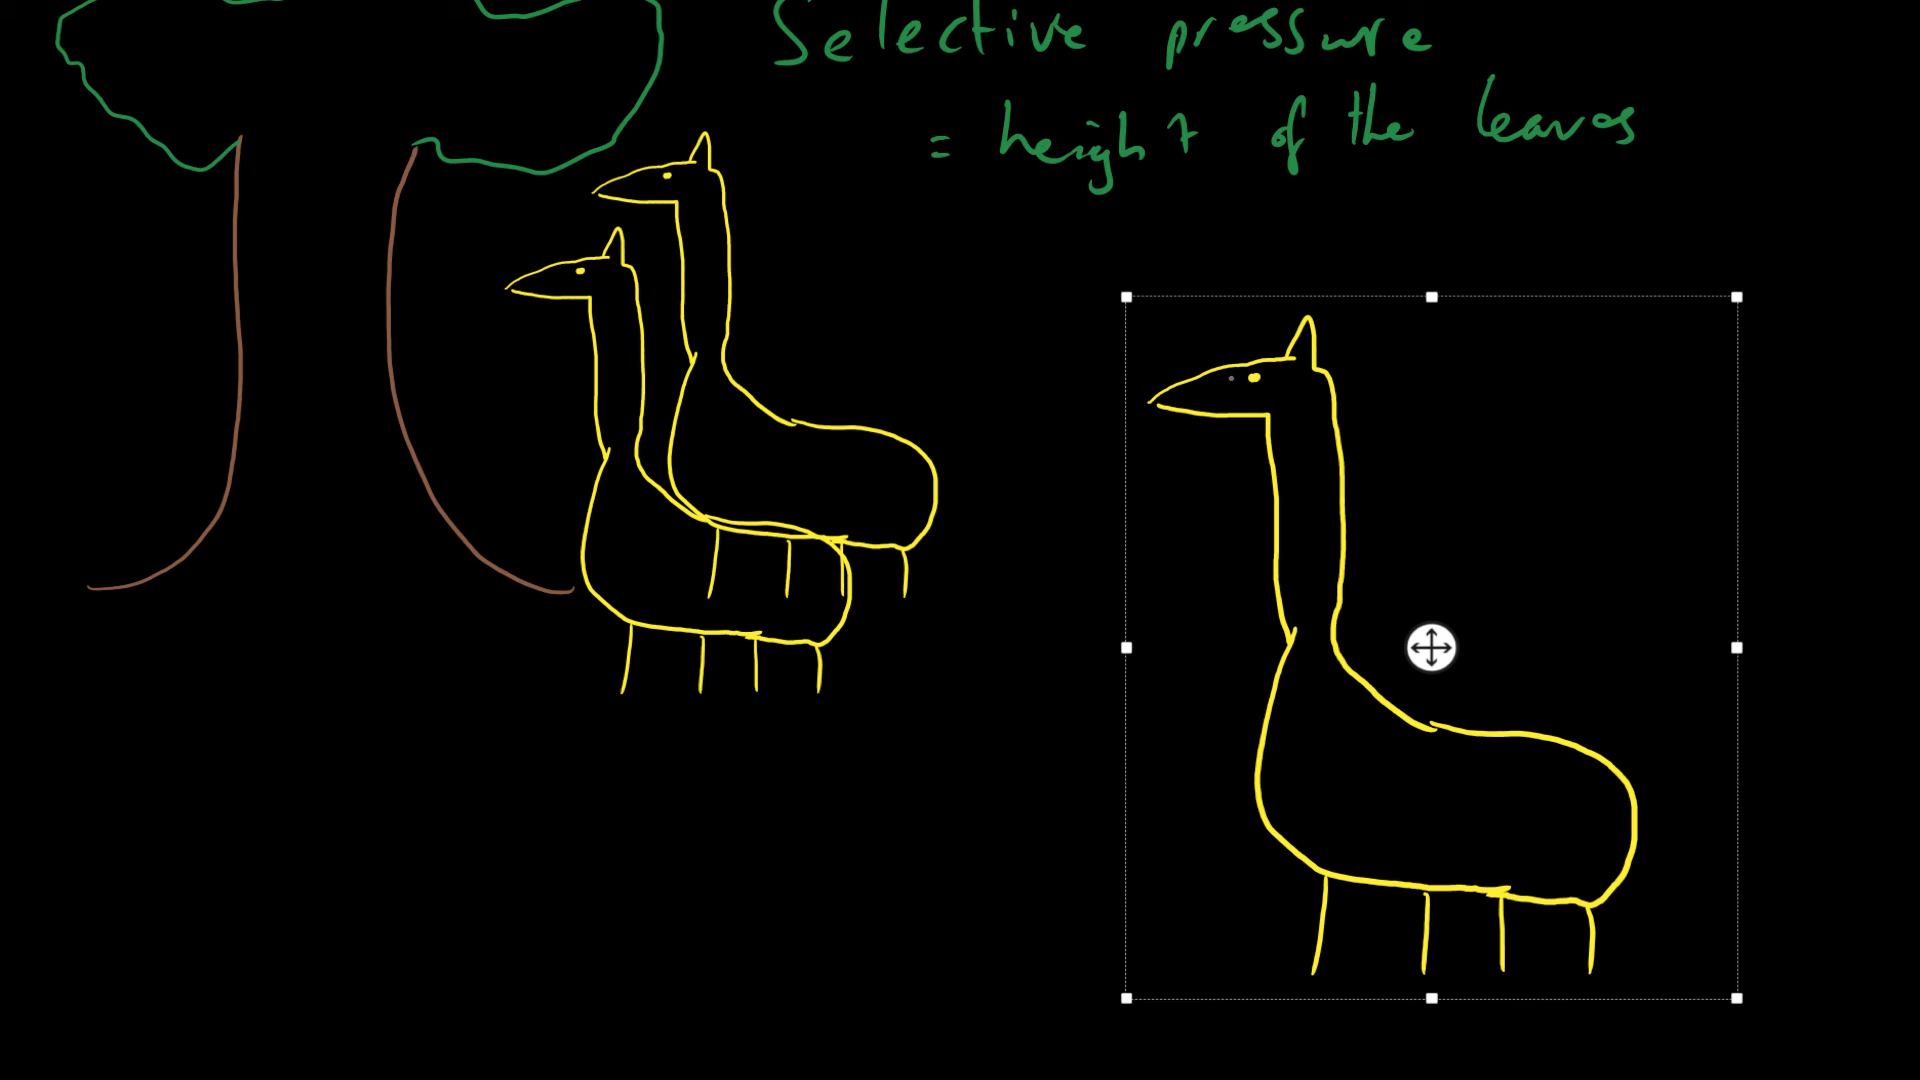 Selective pressure
= height of the leaves